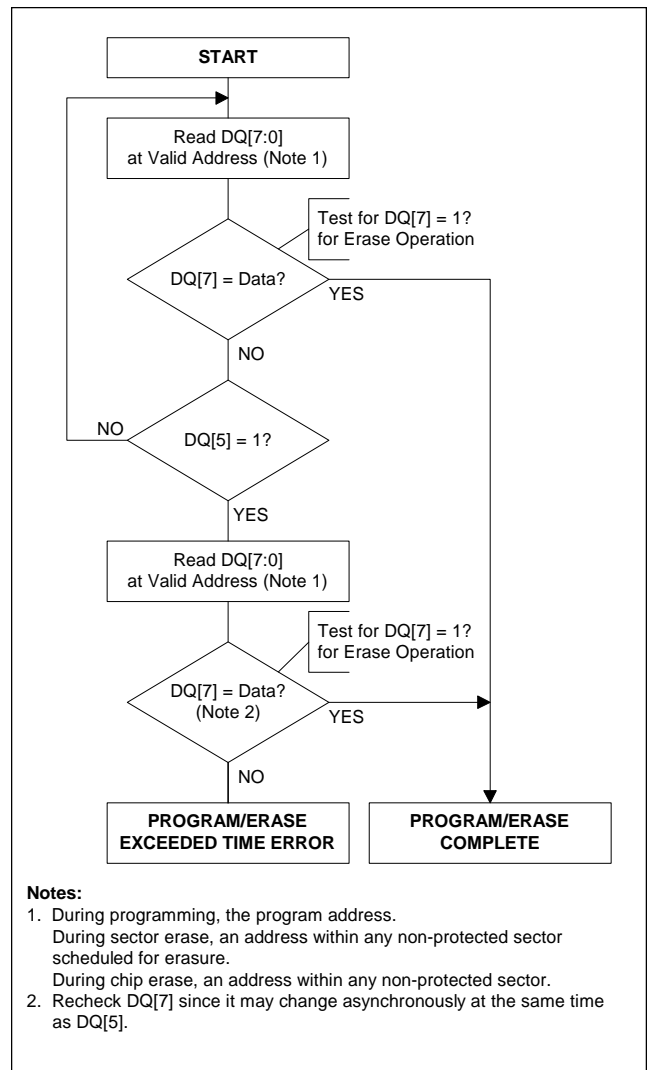 START
Read DQ[7:0]
at Valid Address (Note 1)
Test for DQ[7] = 1?
for Erase Operation
DQ[7] = Data?
YES
NO
NO
DQ[5] = 1?
YES
Read DQ[7:0]
at Valid Address (Note 1)
Test for DQ[7] = 1?
for Erase Operation
DQ[7] = Data?
(Note 2)
YES
NO
PROGRAM/ERASE
EXCEEDED TIME ERROR
PROGRAM/ERASE
COMPLETE
Notes:
1. During programming, the program address.
During sector erase, an address within any non-protected sector
scheduled for erasure.
During chip erase, an address within any non-protected sector.
2. Recheck DQ[7] since it may change asynchronously at the same time
as DQ[5].